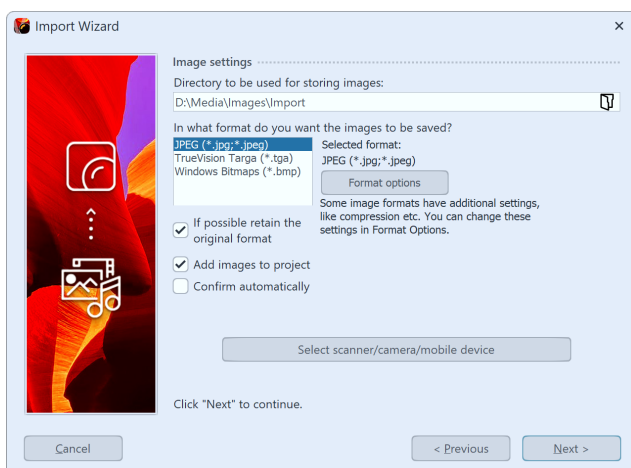 Import Wizard
Image settings
Directory to be used for storing images:
D:\Media\Images\Import
In what format do you want the images to be saved?
JPEG (*.jpg;*.jpeg)
TrueVision Targa (*.tga)
Windows Bitmaps (*.bmp)
Selected format:
JPEG (*.jpg;*.jpeg)
Format options
Some image formats have additional settings,
like compression etc. You can change these
settings in Format Options.
If possible retain the
original format
Add images to project
Confirm automatically
Select scanner/camera/mobile device
Click "Next" to continue.
Cancel
< Previous
Next >